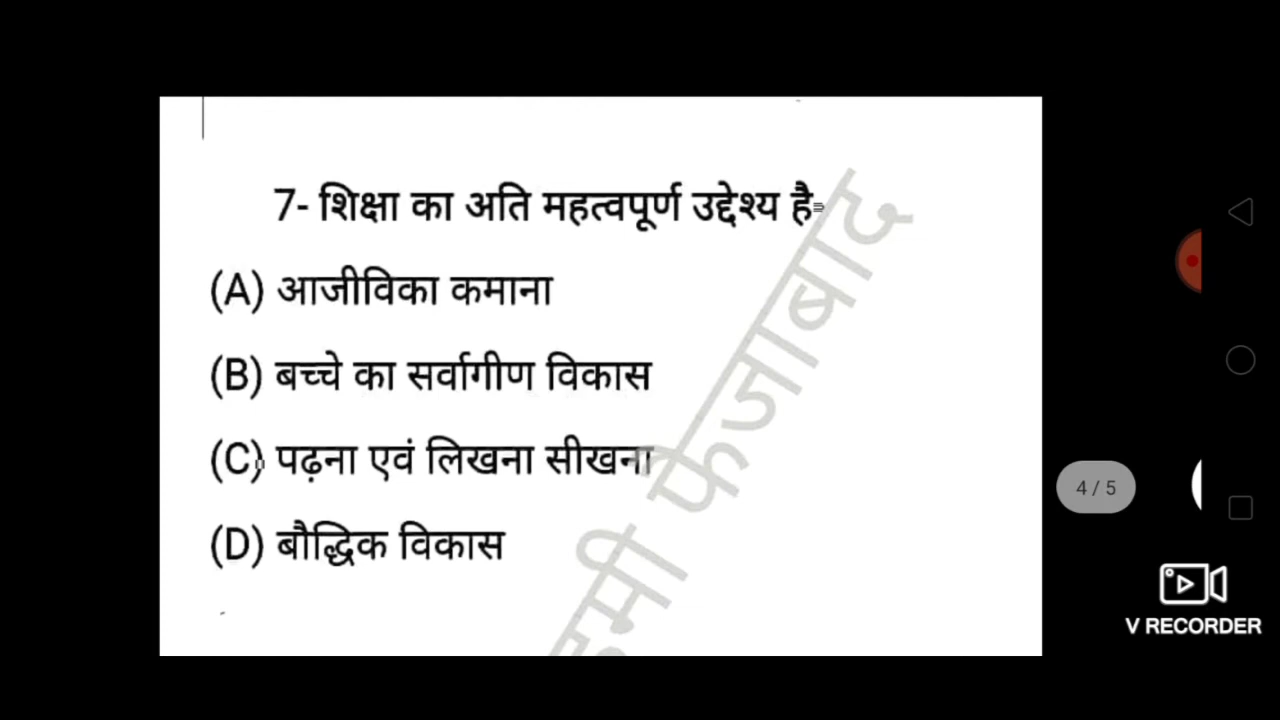 7- शिक्षा का अति महत्वपूर्ण उद्देश्य है-
(A) आजीविका कमाना
(B) बच्चे का सर्वागीण विकास
(C) पढ़ना एवं लिखना सीखना
(D) बौद्धिक विकास
फैजाबाद
4 / 5
V RECORDER